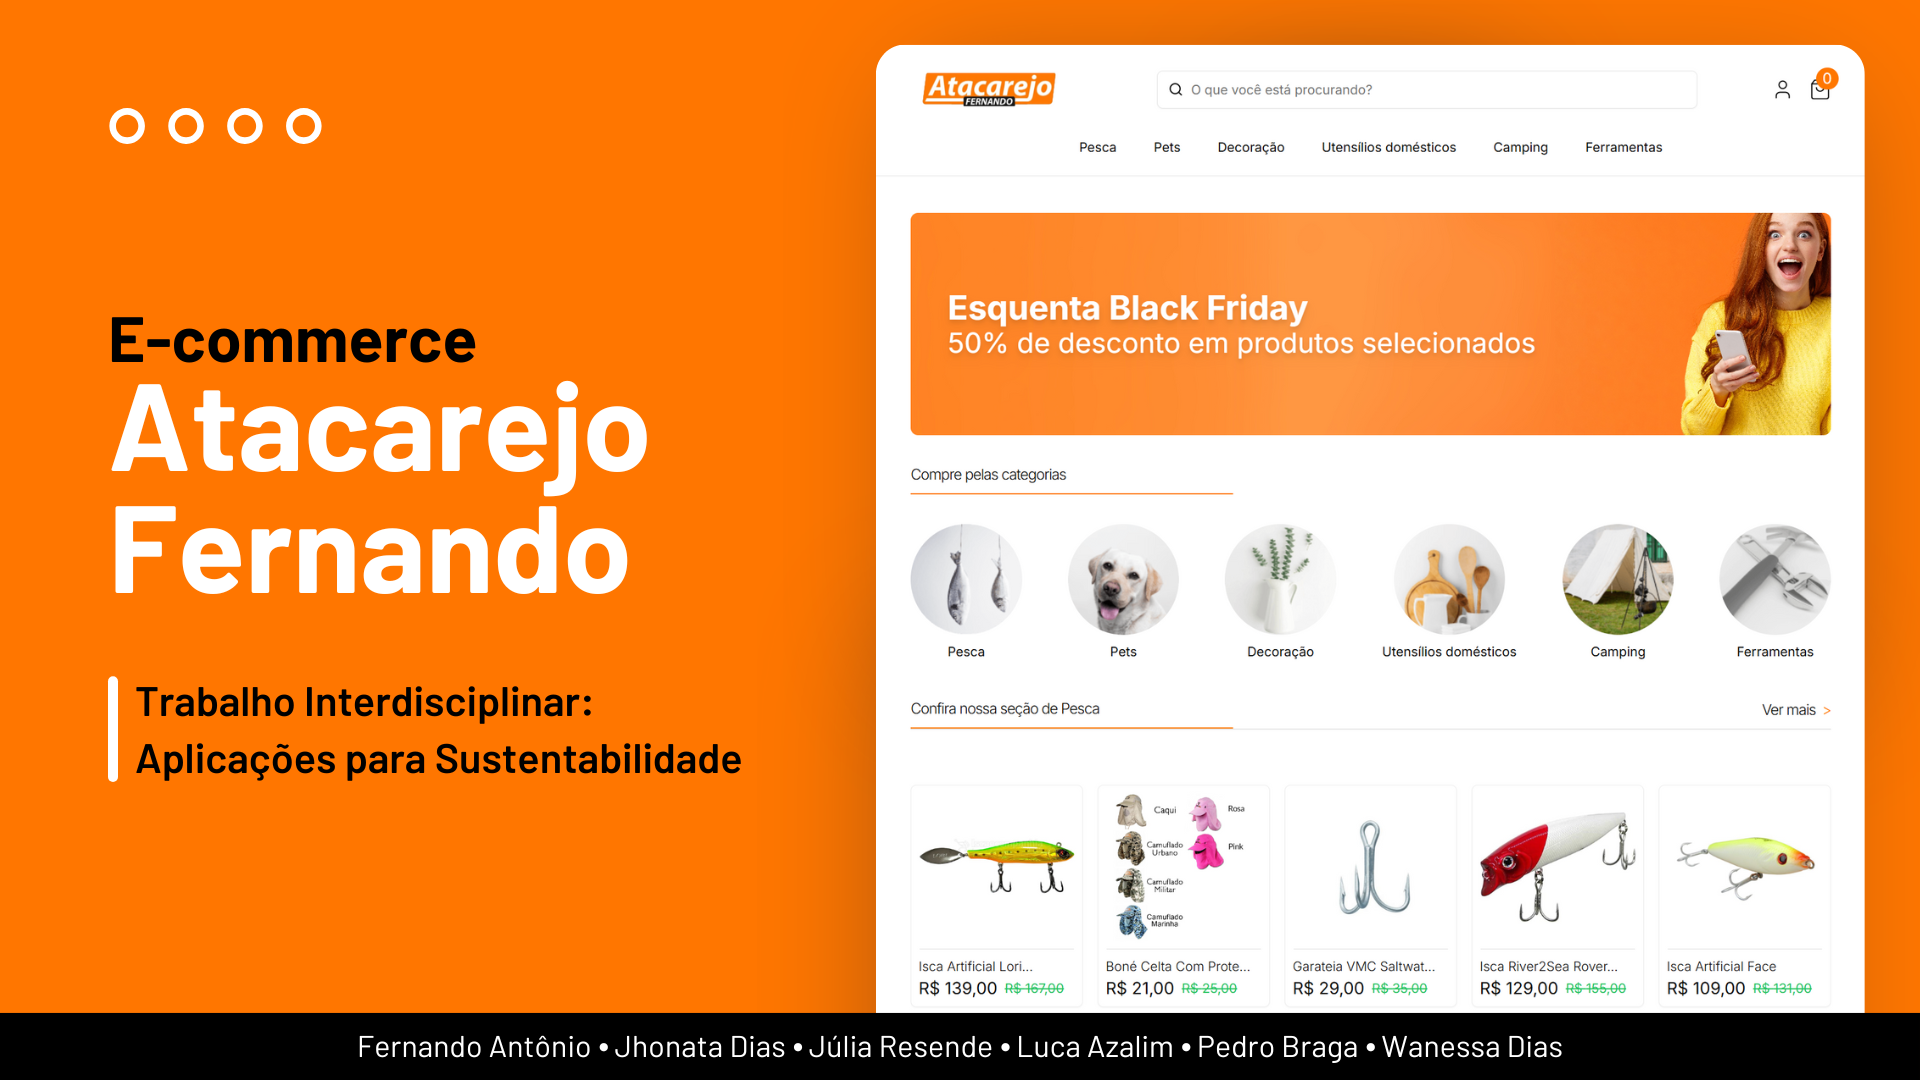 E-commerce
Atacarejo
Fernando
Trabalho Interdisciplinar:
Aplicações para Sustentabilidade
Atacarejo
FERNANDO
O que você está procurando?
0
Pesca Pets Decoração Utensílios domésticos Camping Ferramentas
Esquenta Black Friday
50% de desconto em produtos selecionados
Compre pelas categorias
Pesca Pets Decoração Utensílios domésticos Camping Ferramentas
Confira nossa seção de Pesca Ver mais >
Caqui Rosa
Camuflado
Urbano
Pink
Camuflado
Militar
Camuflado
Marinha
Isca Artificial Lori...
R$ 139,00 R$ 167,00
Boné Celta Com Prote...
R$ 21,00 R$ 25,00
Garateia VMC Saltwat...
R$ 29,00 R$ 35,00
Isca River2Sea Rover...
R$ 129,00 R$ 155,00
Isca Artificial Face
R$ 109,00 R$ 131,00
Fernando Antônio • Jhonata Dias • Júlia Resende • Luca Azalim • Pedro Braga • Wanessa Dias